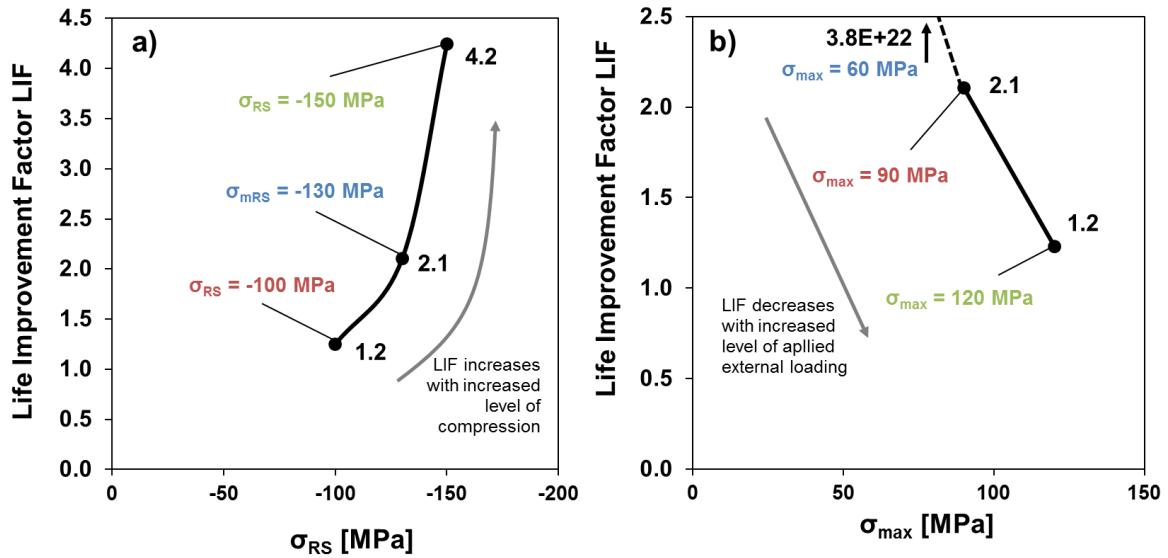 a)
Life Improvement Factor LIF
4.5
4.0
3.5
3.0
2.5
2.0
1.5
1.0
0.5
0.0
4.2
σRS = -150 MPa
σmRS = -130 MPa
2.1
σRS = -100 MPa
1.2
LIF increases
with increased
level of
compression
0
-50
-100
-150
-200
σRS [MPa]
b)
Life Improvement Factor LIF
2.5
2.0
1.5
1.0
0.5
0.0
3.8E+22
σmax = 60 MPa
2.1
σmax = 90 MPa
1.2
σmax = 120 MPa
LIF decreases
with increased
level of apllied
external loading
0
50
100
150
σmax [MPa]